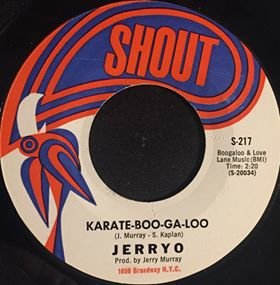 SHOUT
S-217
Boogaloo & Love
Lane Music (BMI)
Time: 2:20
(S-20034)
KARATE-BOO-GA-LOO
(J. Murray - S. Kaplan)
JERRYO
Prod. by Jerry Murray
1650 Broadway N.Y.C.